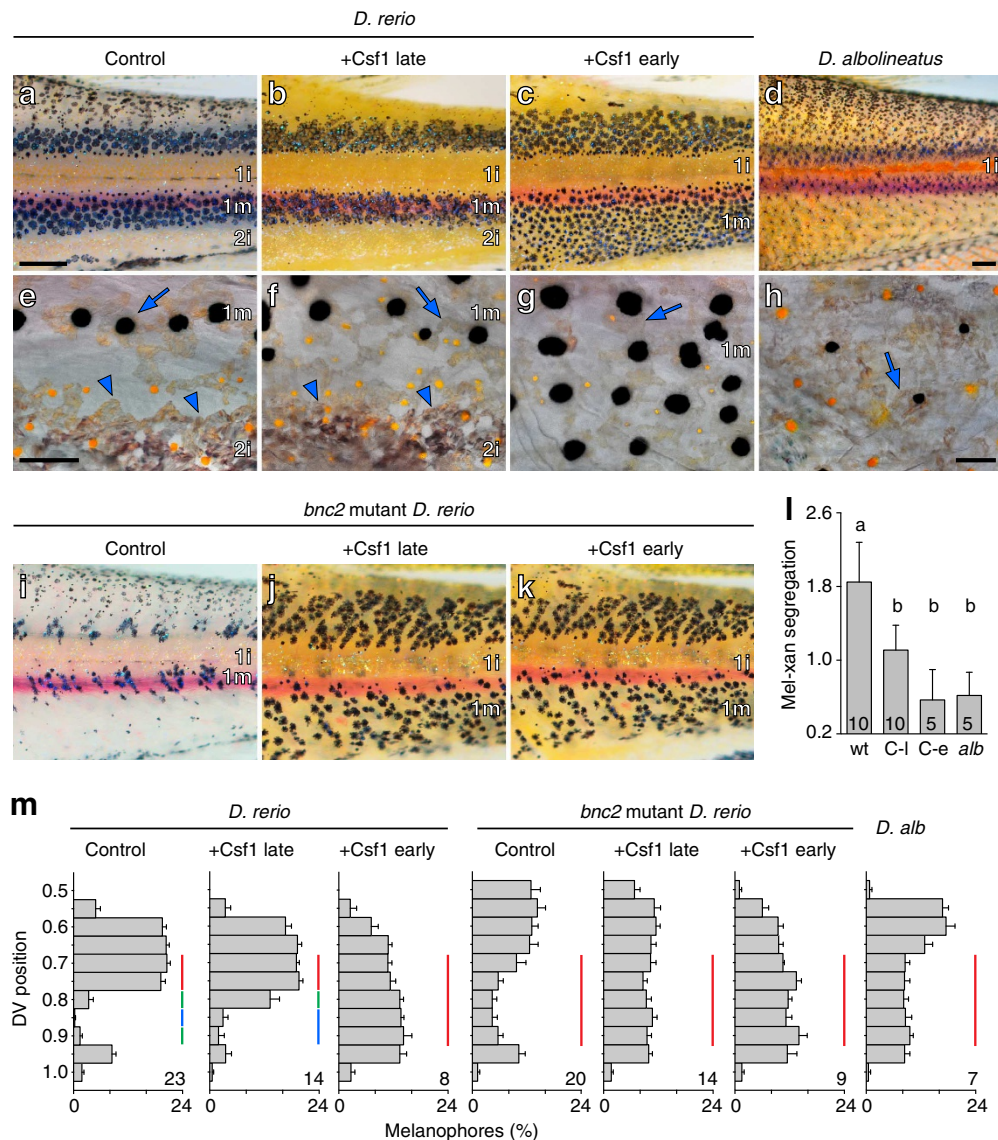 D. rerio
Control
+Csf1 late
+Csf1 early
D. albolineatus
a
b
c
d
1i
1i
1i
1i
1m
1m
1m
2i
2i
e
f
g
h
1m
1m
1m
2i
2i
bnc2 mutant D. rerio
Control
+Csf1 late
+Csf1 early
i
j
k
1i
1m
1i
1m
1i
1m
l
Mel-xan segregation
2.6
1.8
1.0
0.2
a
b
b
b
10
10
5
5
wt
C-l
C-e
alb
m
D. rerio
bnc2 mutant D. rerio
D. alb
Control
+Csf1 late
+Csf1 early
Control
+Csf1 late
+Csf1 early
DV position
0.5
0.6
0.7
0.8
0.9
1.0
23
14
8
20
14
9
7
0 24
0 24
0 24
0 24
0 24
0 24
0 24
Melanophores (%)